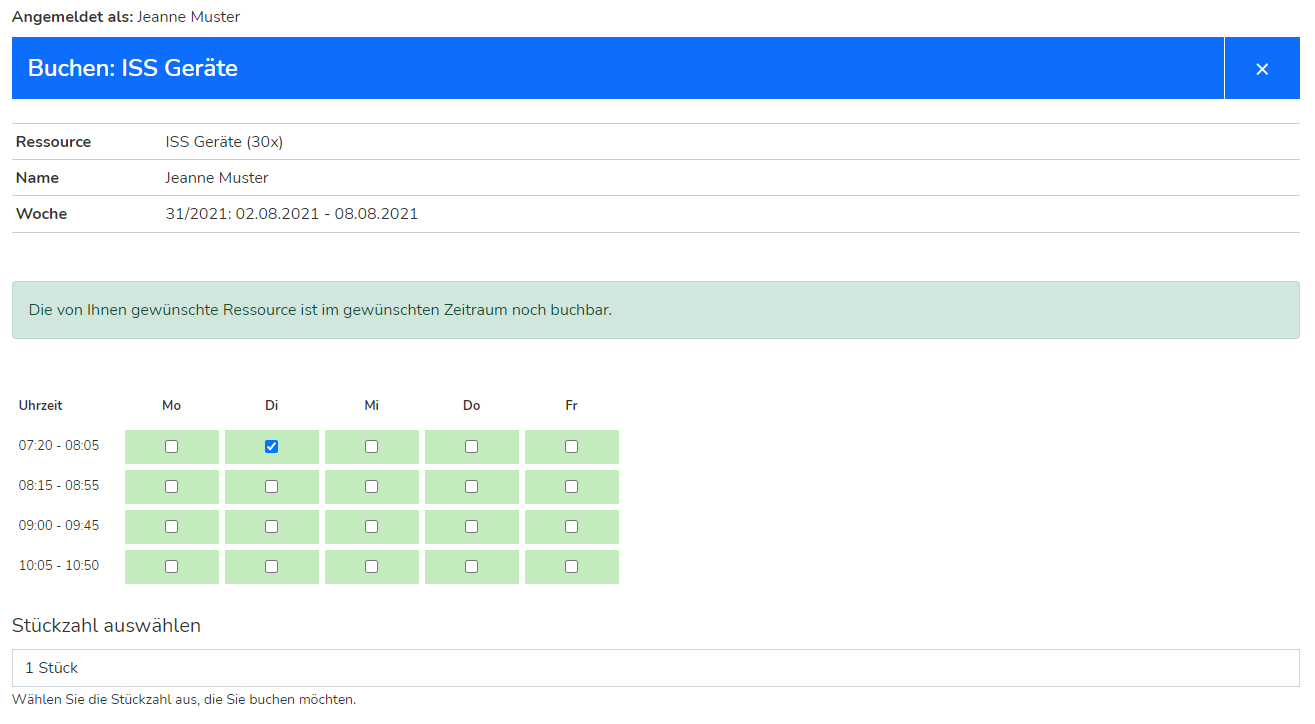 Angemeldet als: Jeanne Muster
Buchen: ISS Geräte
Ressource ISS Geräte (30x)
Name Jeanne Muster
Woche 31/2021: 02.08.2021 - 08.08.2021
Die von Ihnen gewünschte Ressource ist im gewünschten Zeitraum noch buchbar.
Uhrzeit Mo Di Mi Do Fr
07:20 - 08:05
08:15 - 08:55
09:00 - 09:45
10:05 - 10:50
Stückzahl auswählen
1 Stück
Wählen Sie die Stückzahl aus, die Sie buchen möchten.